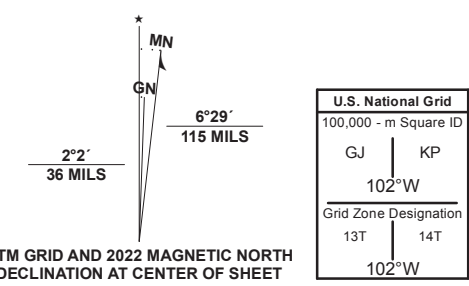 ★
MN
GN
6°29´
115 MILS
2°2´
36 MILS
TM GRID AND 2022 MAGNETIC NORTH
DECLINATION AT CENTER OF SHEET
U.S. National Grid
100,000 - m Square ID
GJ KP
102°W
Grid Zone Designation
13T 14T
102°W